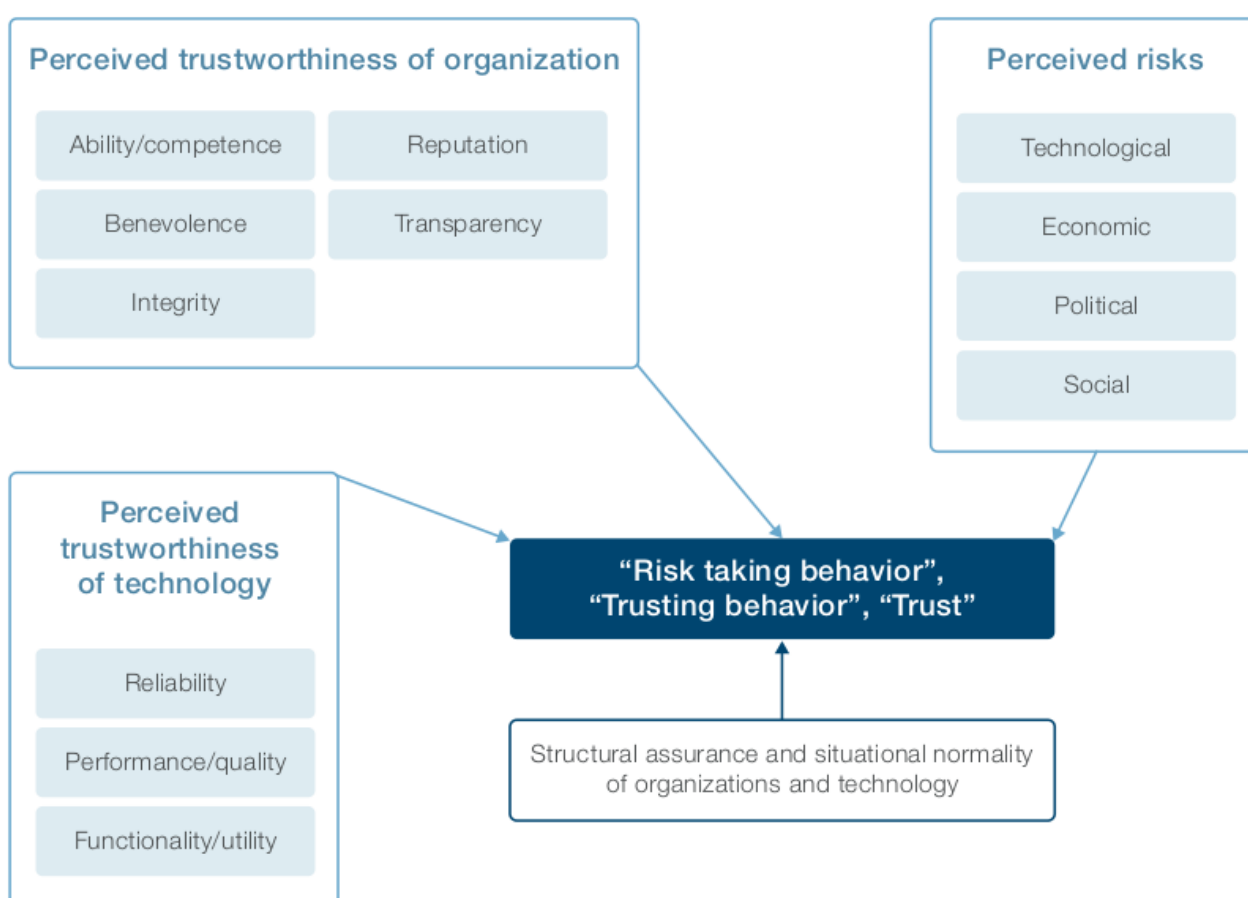 Perceived trustworthiness of organization
Ability/competence
Reputation
Benevolence
Transparency
Integrity
Perceived risks
Technological
Economic
Political
Social
Perceived
trustworthiness
of technology
Reliability
Performance/quality
Functionality/utility
“Risk taking behavior”,
“Trusting behavior”, “Trust”
Structural assurance and situational normality
of organizations and technology